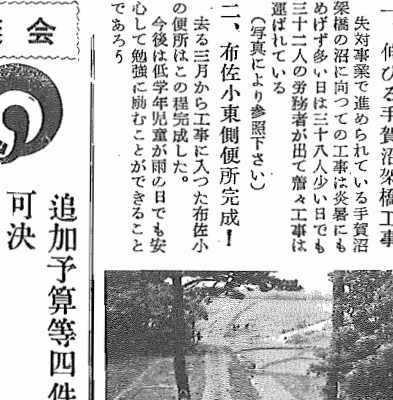 一、伸びる手賀沼架橋工事
失対事業で進められている手賀沼
架橋の沼に向つての工事は炎暑にも
めげず多い日は三十八人少い日でも
三十二人の労務者が出て着々工事は
運ばれている
(写真により参照下さい)
二、布佐小東側便所完成!
去る三月から工事に入つた布佐小
の便所はこの程完成した。
今後は低学年児童が雨の日でも安
心して勉強に励むことができること
であろう
会
追加予算等四件
可決